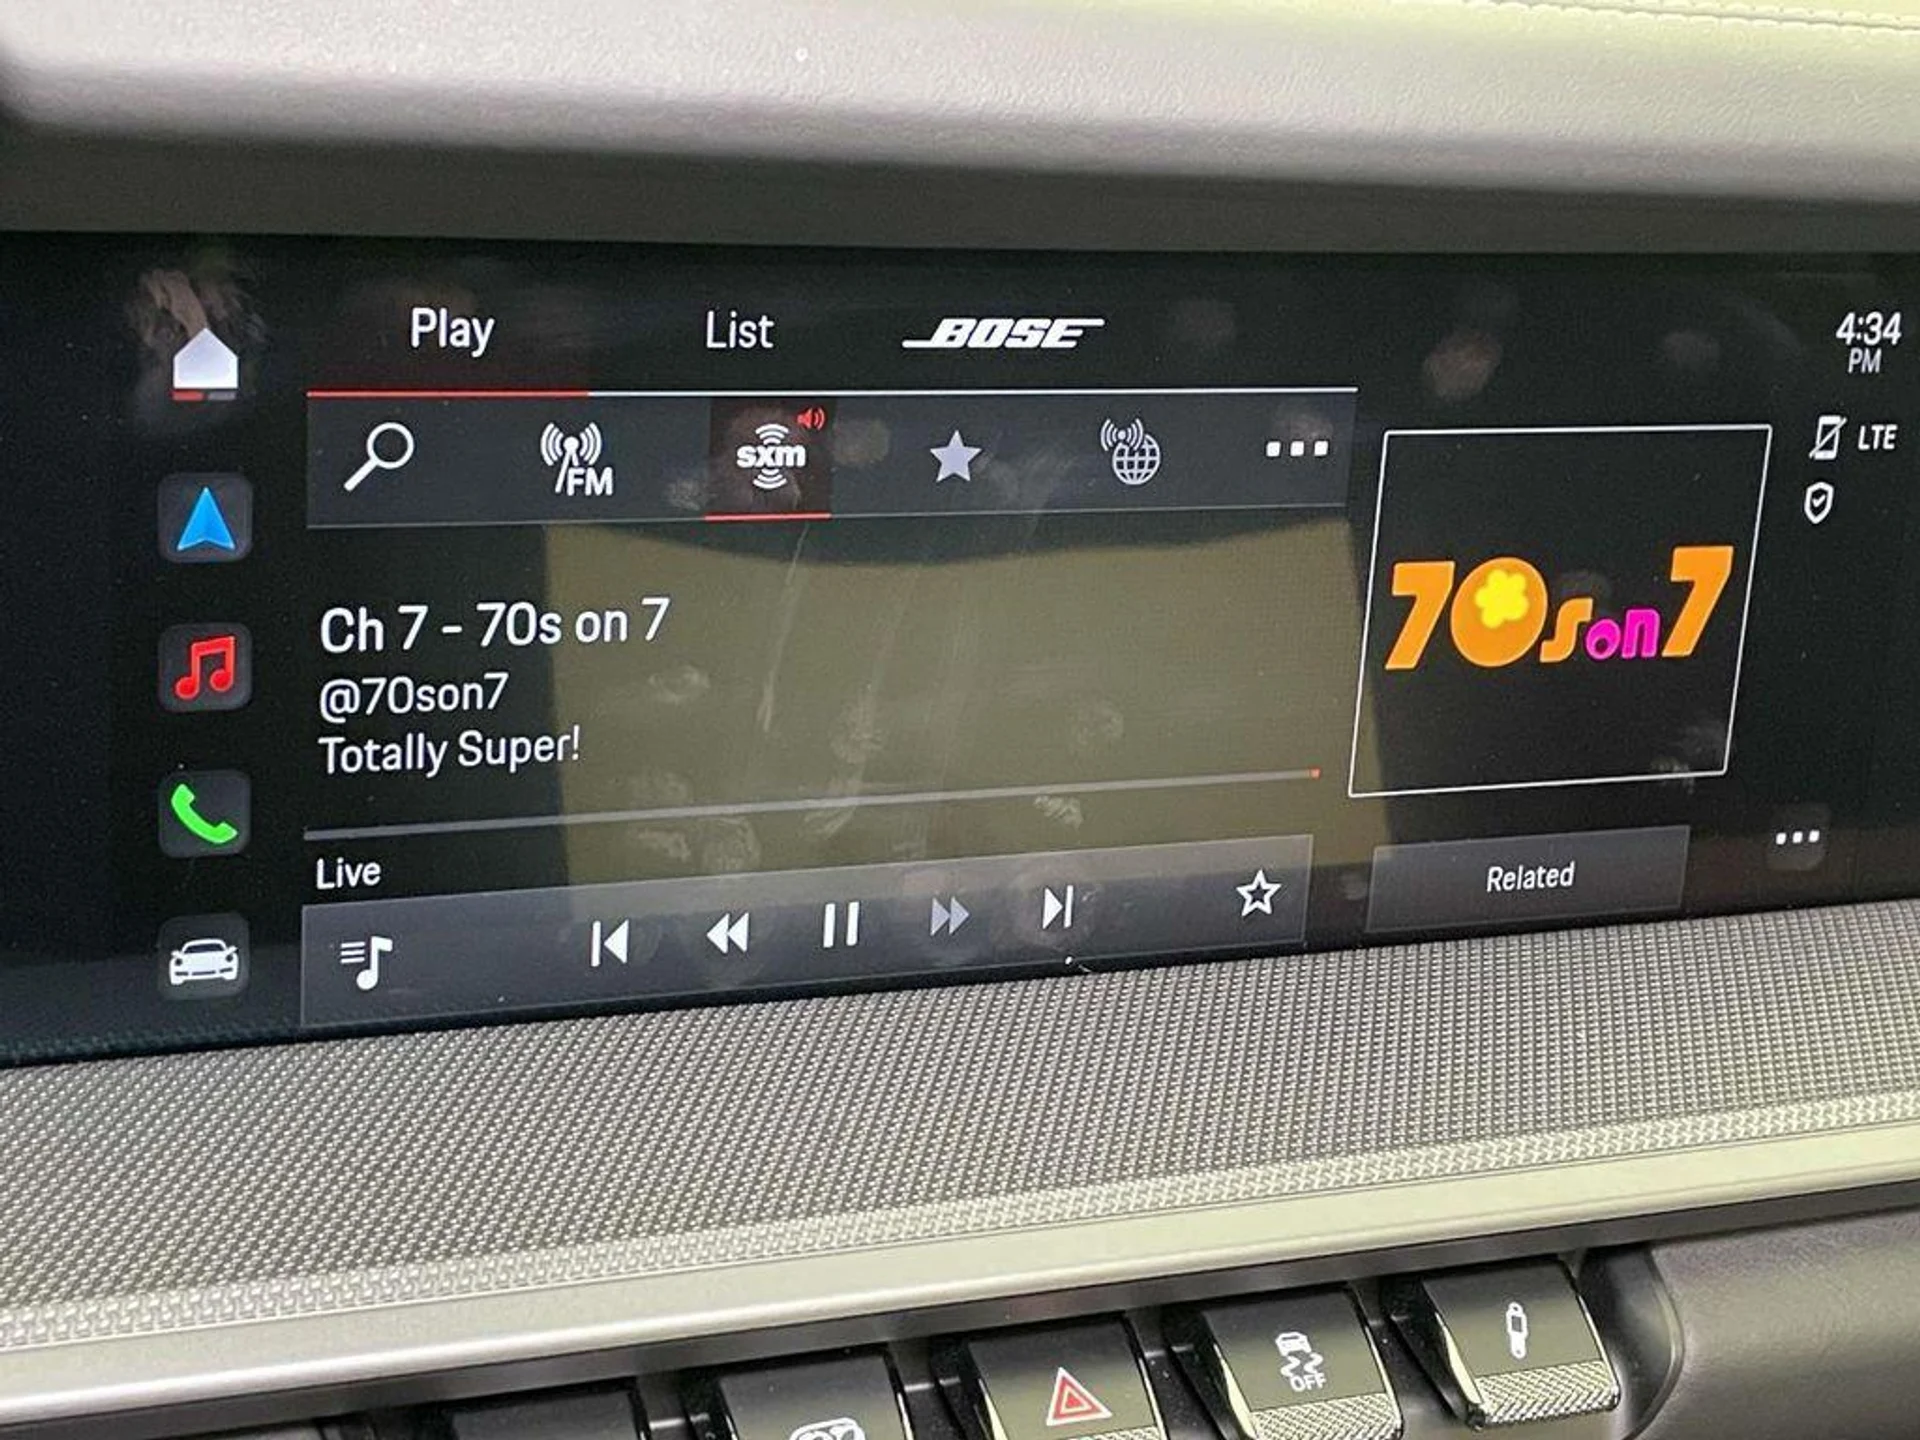 Play
List
BOSE
4:34
PM
FM
sxm
LTE
Ch 7 - 70s on 7
@70son7
Totally Super!
70son7
Live
Related
OFF